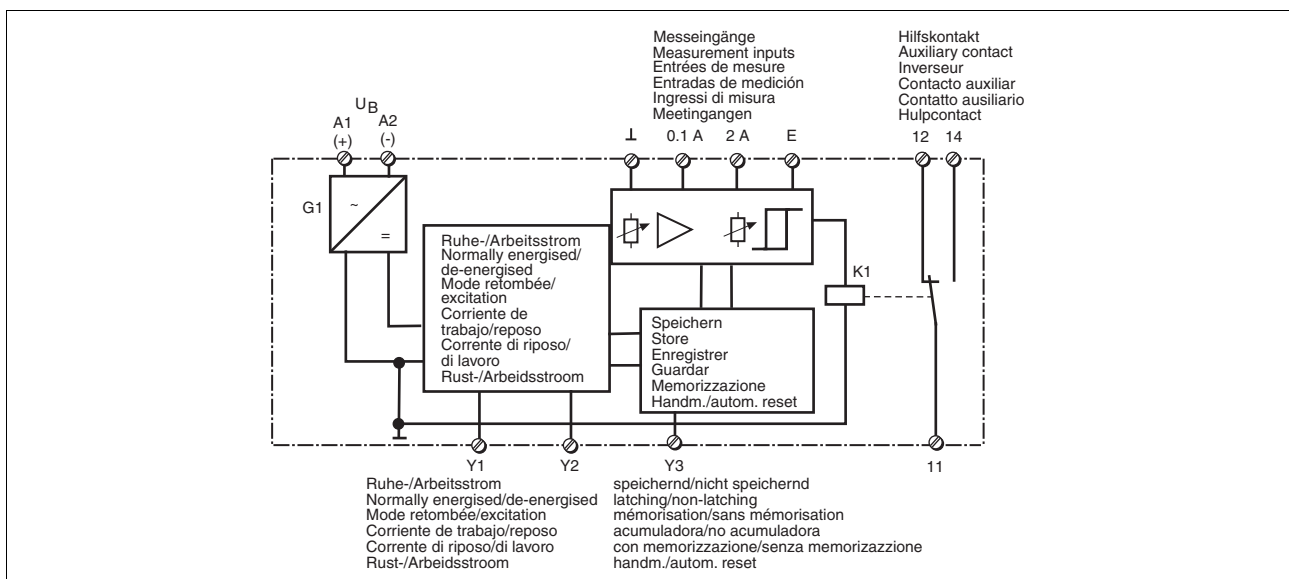 Messeingänge
Measurement inputs
Entrées de mesure
Entradas de medición
Ingressi di misura
Meetingangen
Hilfskontakt
Auxiliary contact
Inverseur
Contacto auxiliar
Contatto ausiliario
Hulpcontact
UB
A1
(+)
A2
(-)
⊥
0.1 A
2 A
E
12
14
G1
~
=
Ruhe-/Arbeitsstrom
Normally energised/
de-energised
Mode retombée/
excitation
Corriente de
trabajo/reposo
Corrente di riposo/
di lavoro
Rust-/Arbeidsstroom
K1
Speichern
Store
Enregistrer
Guardar
Memorizzazione
Handm./autom. reset
Y1
Y2
Y3
11
Ruhe-/Arbeitsstrom
Normally energised/de-energised
Mode retombée/excitation
Corriente de trabajo/reposo
Corrente di riposo/di lavoro
Rust-/Arbeidsstroom
speichernd/nicht speichernd
latching/non-latching
mémorisation/sans mémorisation
acumuladora/no acumuladora
con memorizzazione/senza memorizazzione
handm./autom. reset